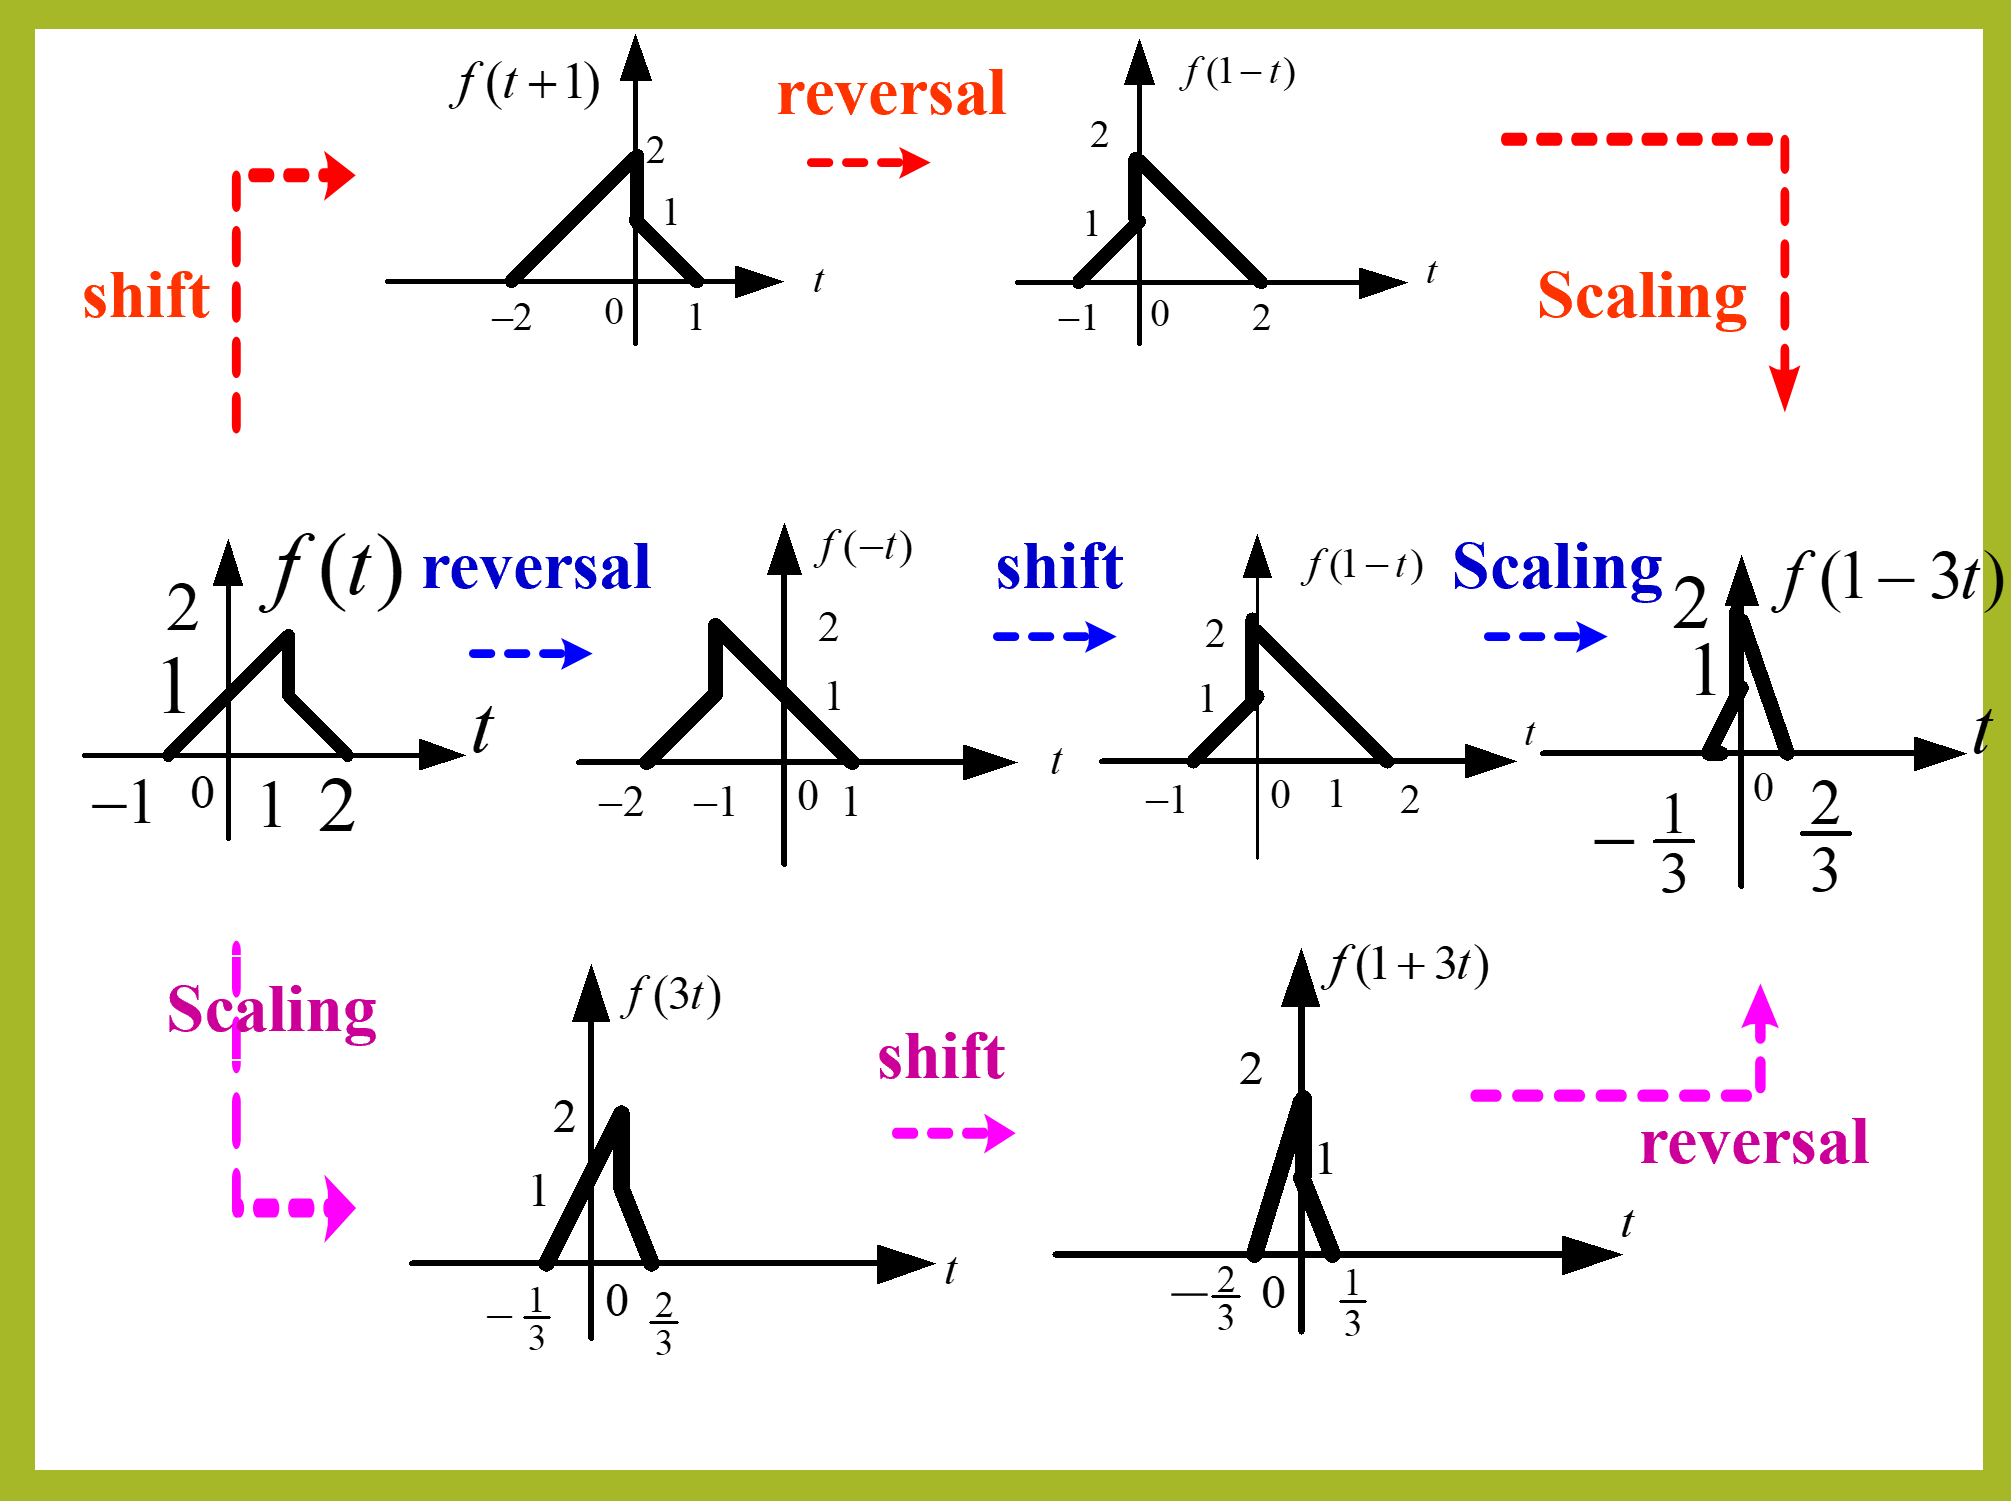 f(t+1)
2
1
t
−2 0 1
reversal
f(1−t)
2
1
t
−1 0 2
shift
Scaling
f(t)
2
1
t
−1 0 1 2
reversal
f(−t)
2
1
t
−2 −1 0 1
shift
f(1−t)
2
1
t
−1 0 1 2
Scaling
f(1−3t)
2
1
t
−1/3 0 2/3
Scaling
f(3t)
2
1
t
−1/3 0 2/3
shift
f(1+3t)
2
1
t
−2/3 0 1/3
reversal